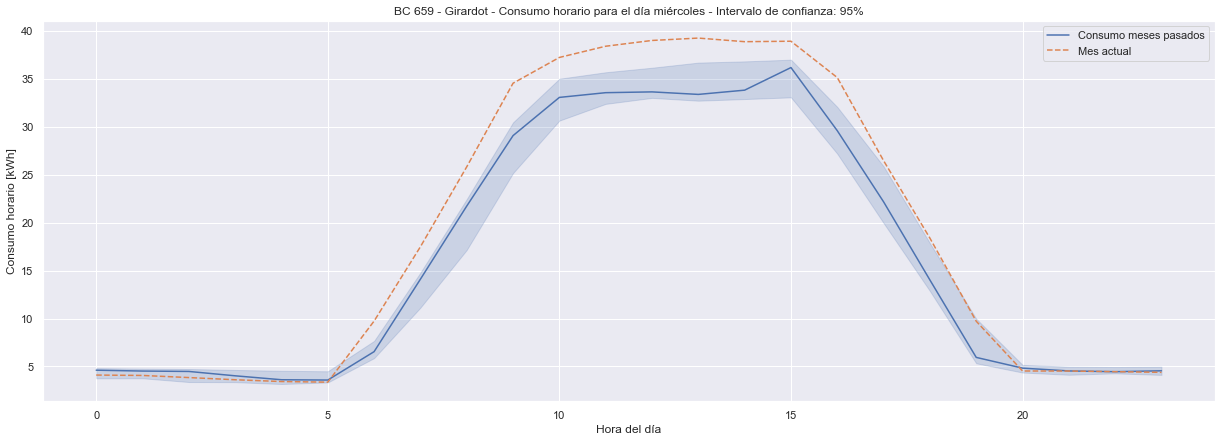 BC 659 - Girardot - Consumo horario para el día miércoles - Intervalo de confianza: 95%
Consumo meses pasados
Mes actual
Consumo horario [kWh]
40
35
30
25
20
15
10
5
0
5
10
15
20
Hora del día